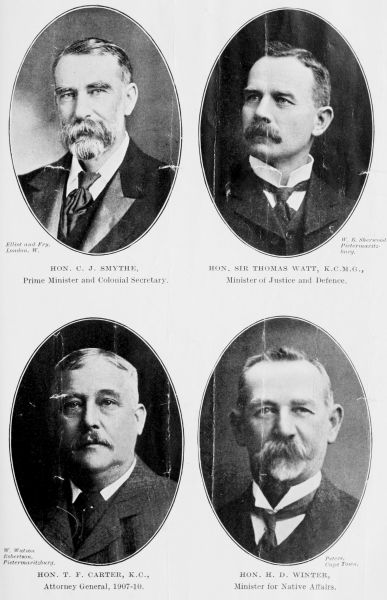 Elliot and Fry,
London, W.
W. E. Sherwood
Pietermaritz-
burg.
HON. C. J. SMYTHE,
Prime Minister and Colonial Secretary.
HON. SIR THOMAS WATT, K.C.M.G.,
Minister of Justice and Defence.
W. Watson
Robertson,
Pietermaritzburg.
Peters,
Cape Town.
HON. T. F. CARTER, K.C.,
Attorney General, 1907-10.
HON. H. D. WINTER,
Minister for Native Affairs.